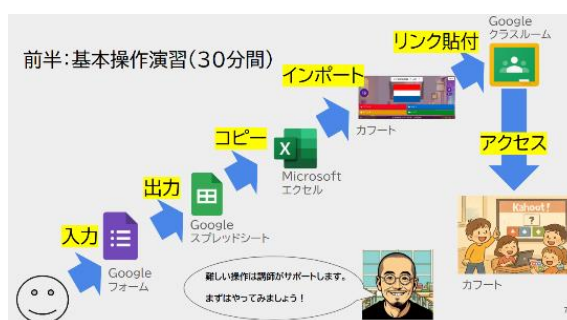 前半：基本操作演習（30分間）
入力
Google
フォーム
出力
Google
スプレッドシート
コピー
Microsoft
エクセル
インポート
カフート
リンク貼付
Google
クラスルーム
アクセス
Kahoot!
?
カフート
難しい操作は講師がサポートします。
まずはやってみましょう！
7